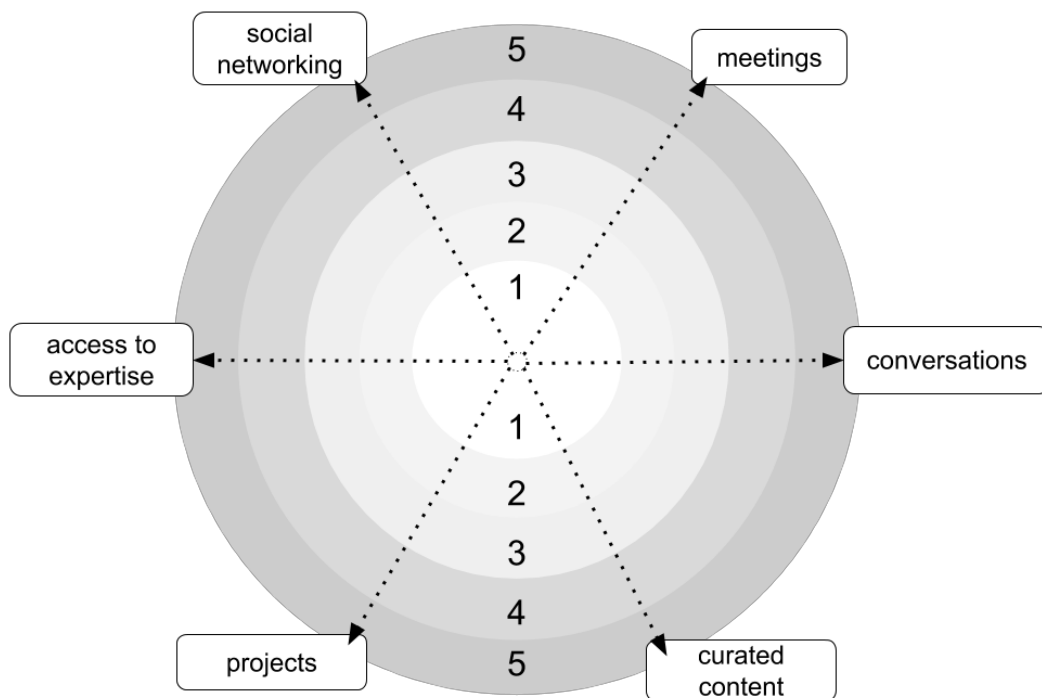 social
networking
5
meetings
4
3
2
1
access to
expertise
conversations
1
2
3
4
projects
5
curated
content